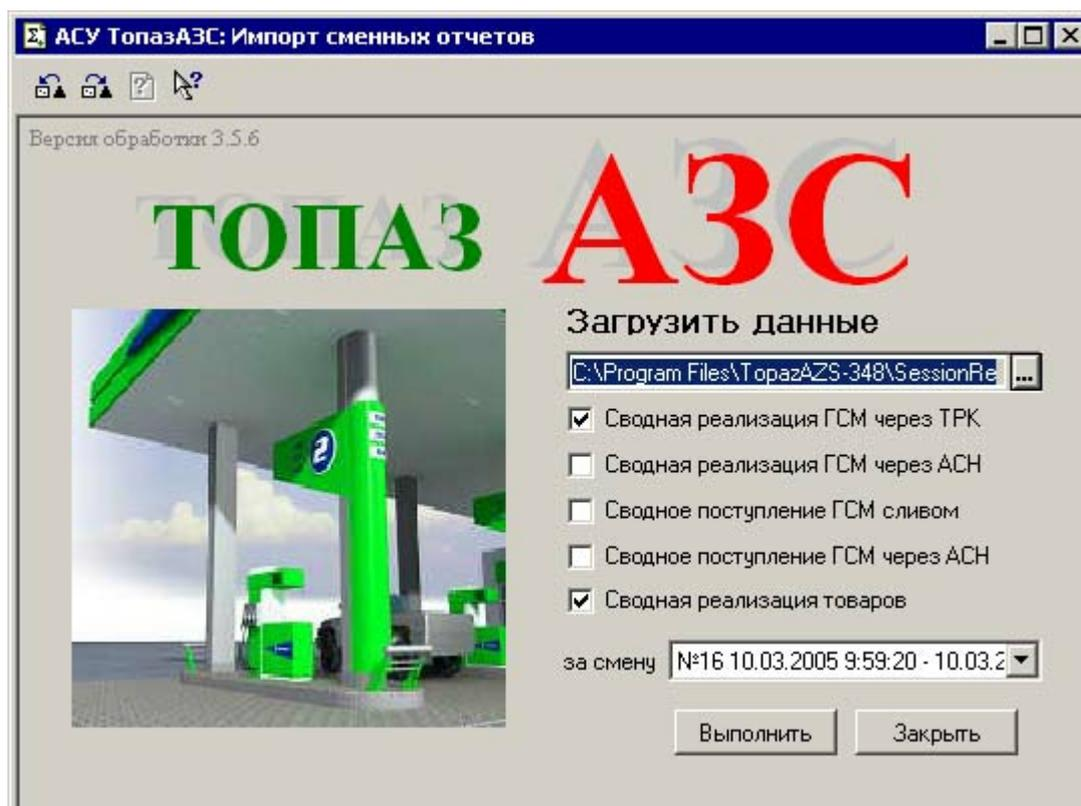 АСУ ТопазАЗС: Импорт сменных отчетов
Версия обработки 3.5.6
ТОПАЗ АЗС
Загрузить данные
C:\Program Files\TopazAZS-348\SessionRe ...
Сводная реализация ГСМ через ТРК
Сводная реализация ГСМ через АСН
Сводное поступление ГСМ сливом
Сводное поступление ГСМ через АСН
Сводная реализация товаров
за смену №16 10.03.2005 9:59:20 - 10.03.2
Выполнить Закрыть
2